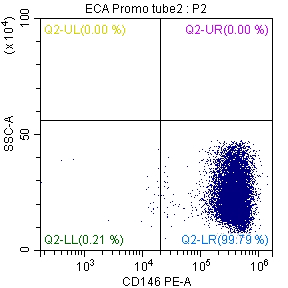 ECA Promo tube2 : P2
(x 10⁴)
100
Q2-UL(0.00 %)
Q2-UR(0.00 %)
SSC-A
50
Q2-LL(0.21 %)
Q2-LR(99.79 %)
0
10³
10⁴
10⁵
10⁶
CD146 PE-A